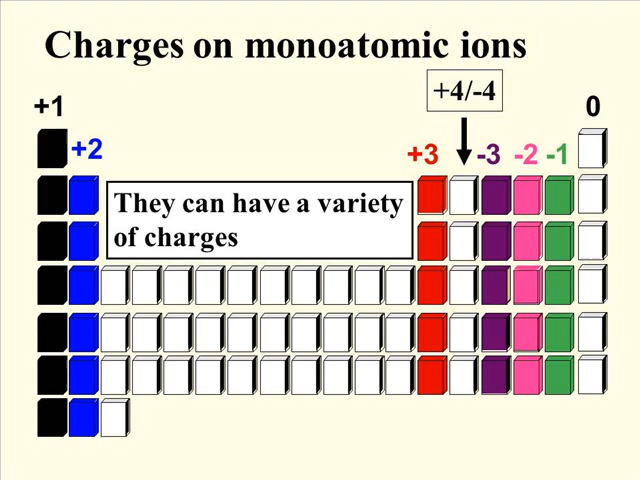 Charges on monoatomic ions
+4/-4
+1
0
+2
+3
-3
-2
-1
They can have a variety
of charges